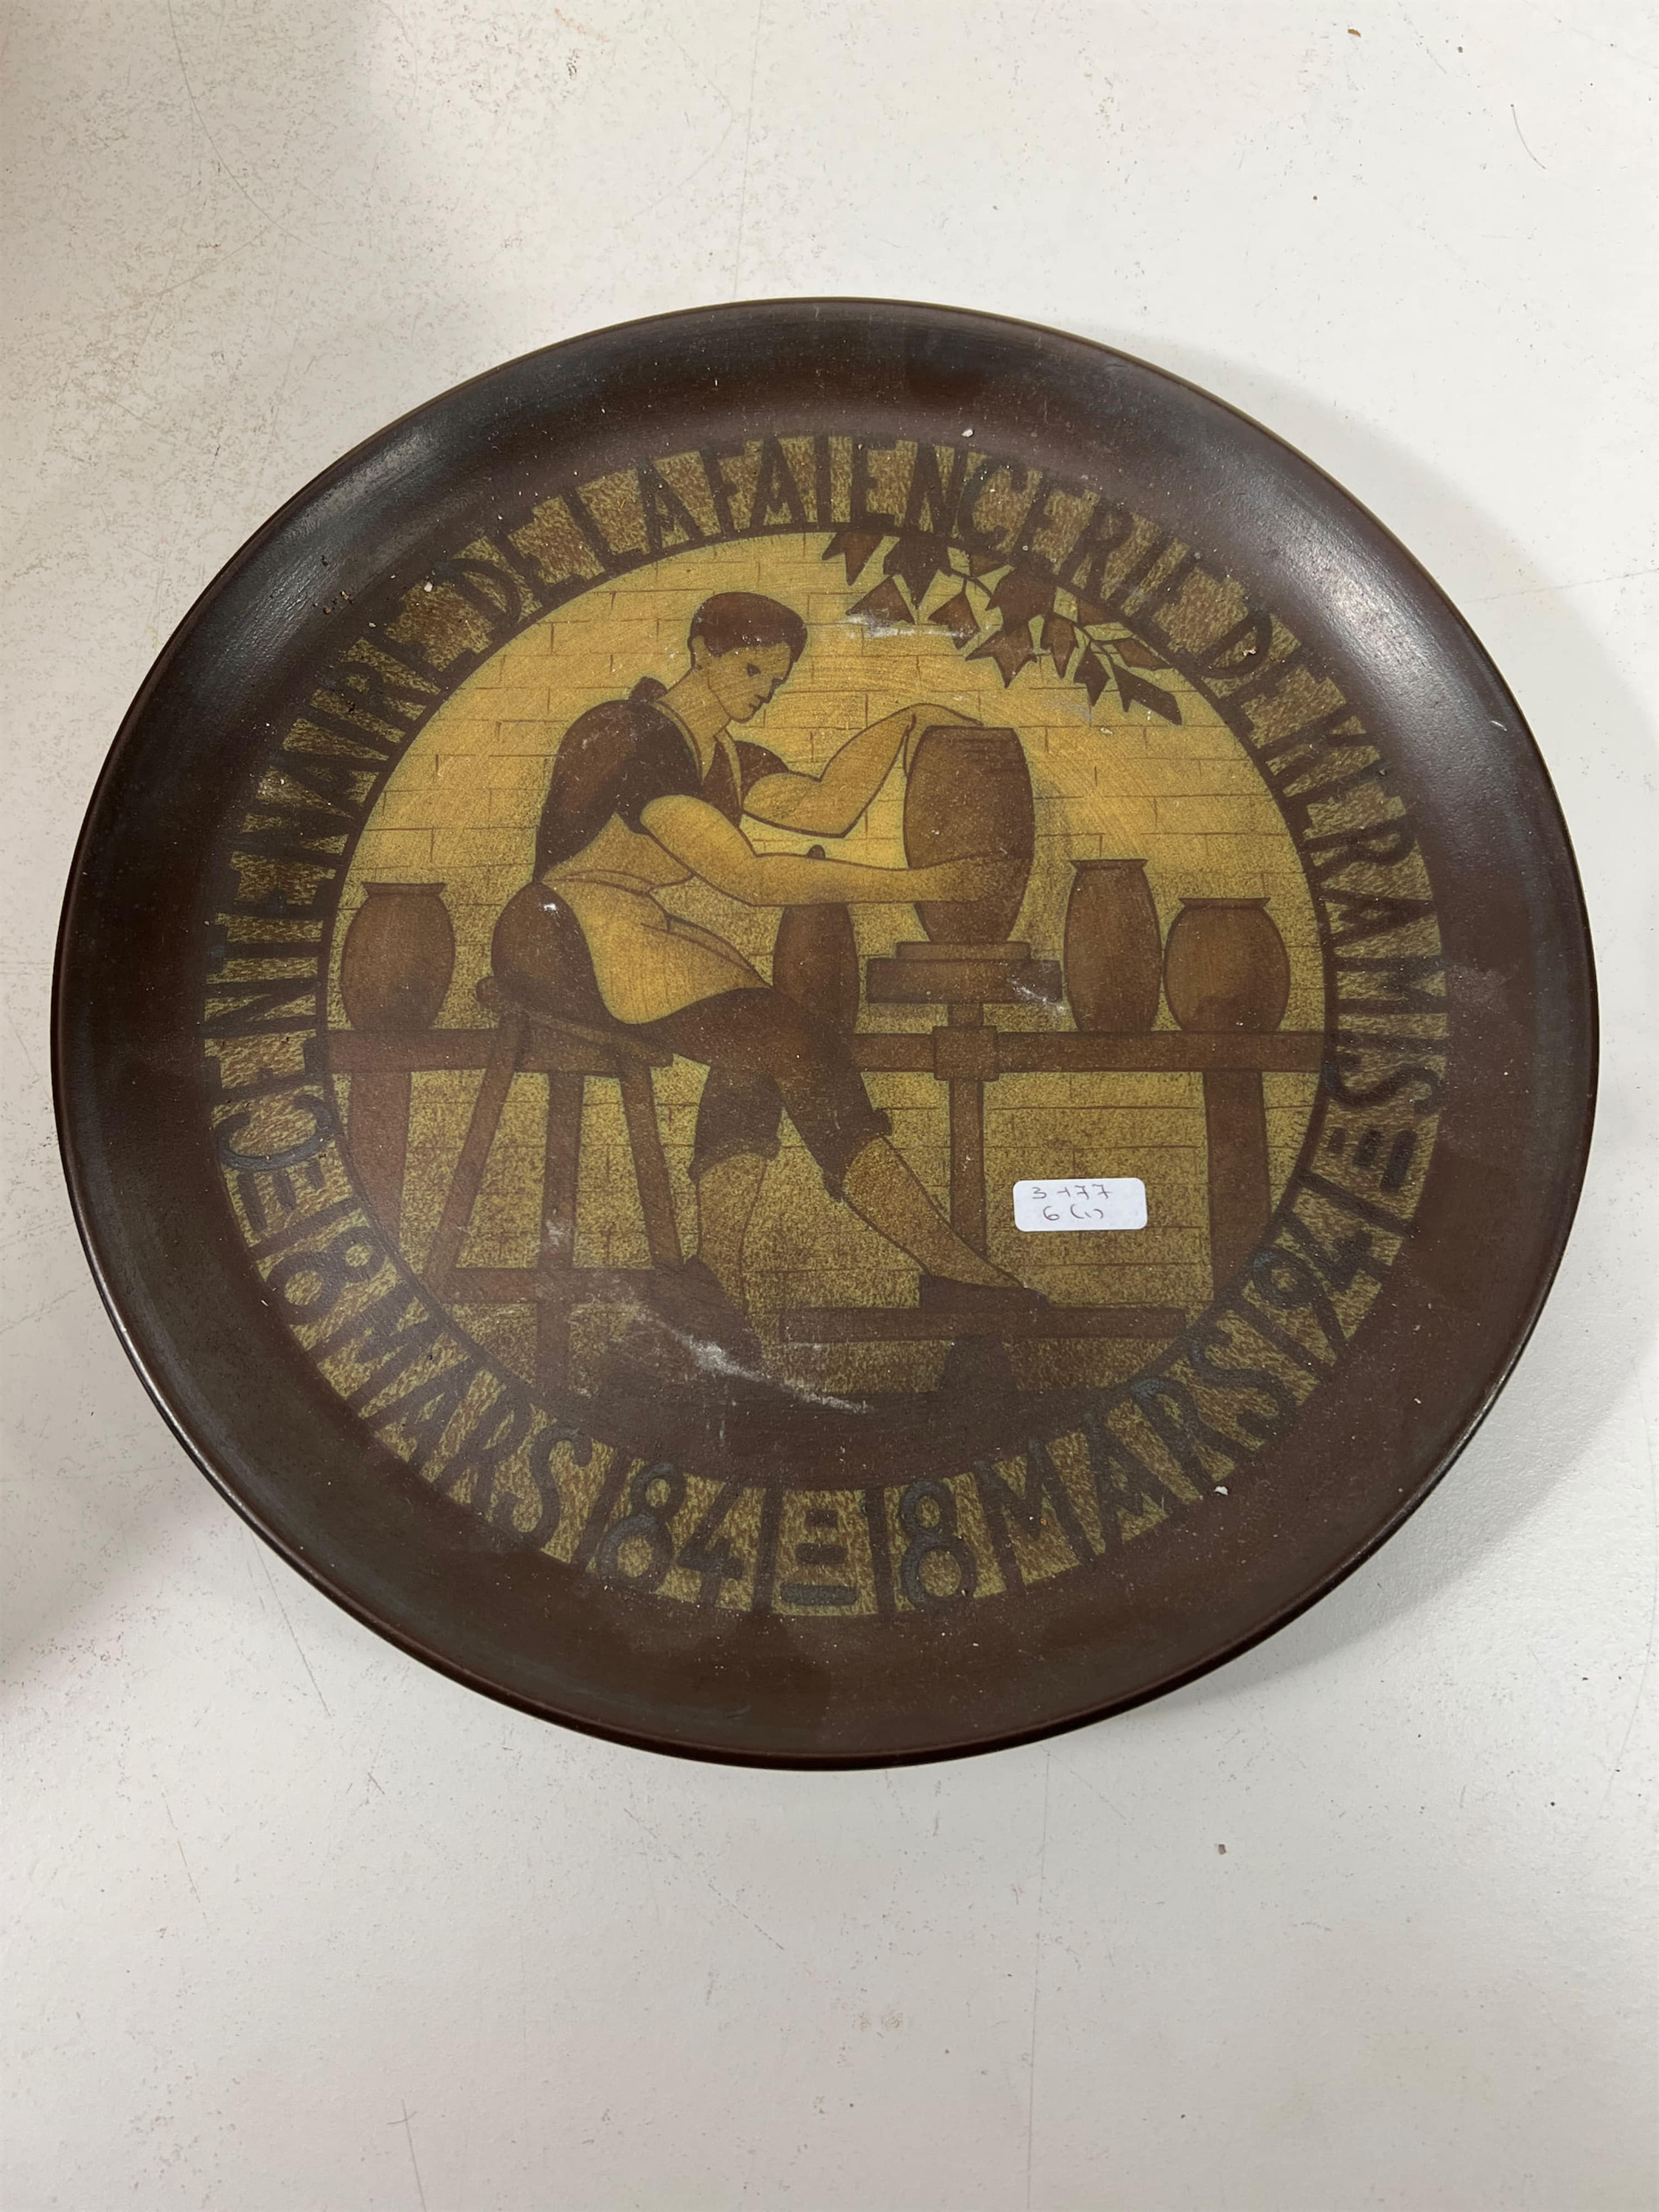 CENTENAIRE DE LA FAIENCERIE DE KERAMIS
18 MARS 1841 = 18 MARS 1941
3-177
6 (1)